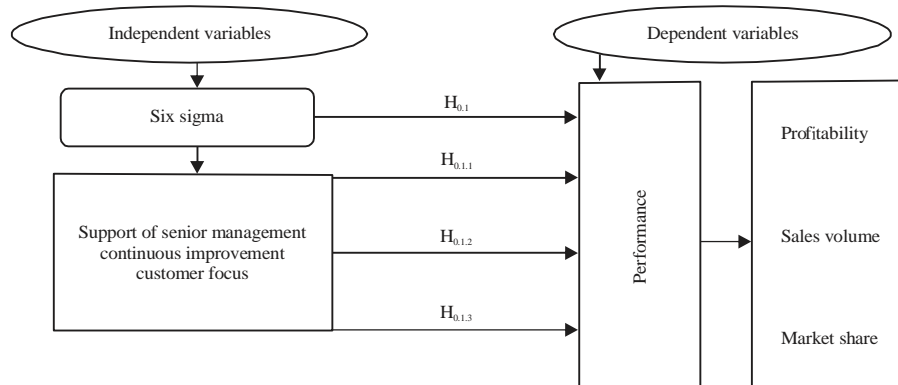 Independent variables
Dependent variables
Six sigma
H0.1
H0.1.1
Support of senior management
continuous improvement
customer focus
H0.1.2
H0.1.3
Performance
Profitability
Sales volume
Market share